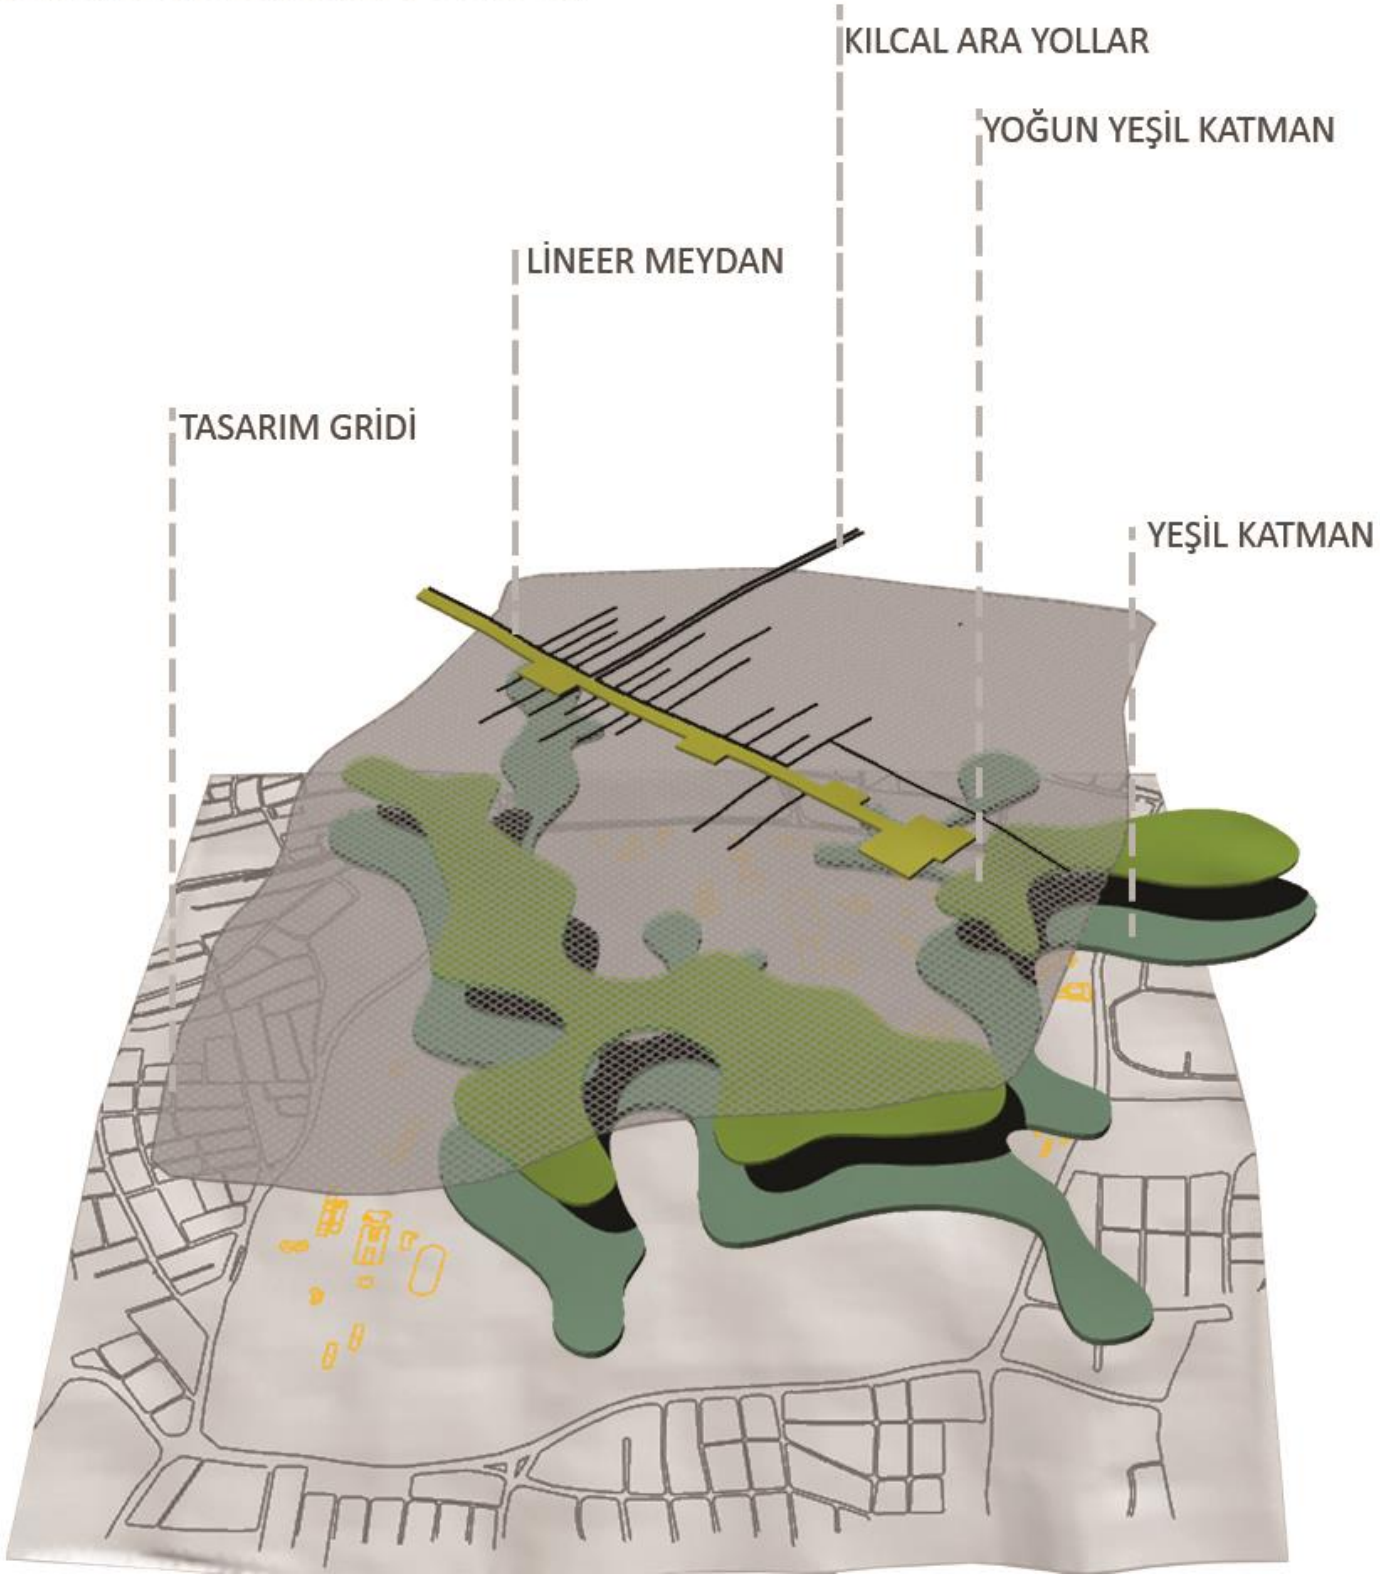 KILCAL ARA YOLLAR
YOĞUN YEŞİL KATMAN
LİNEER MEYDAN
TASARIM GRİDİ
YEŞİL KATMAN